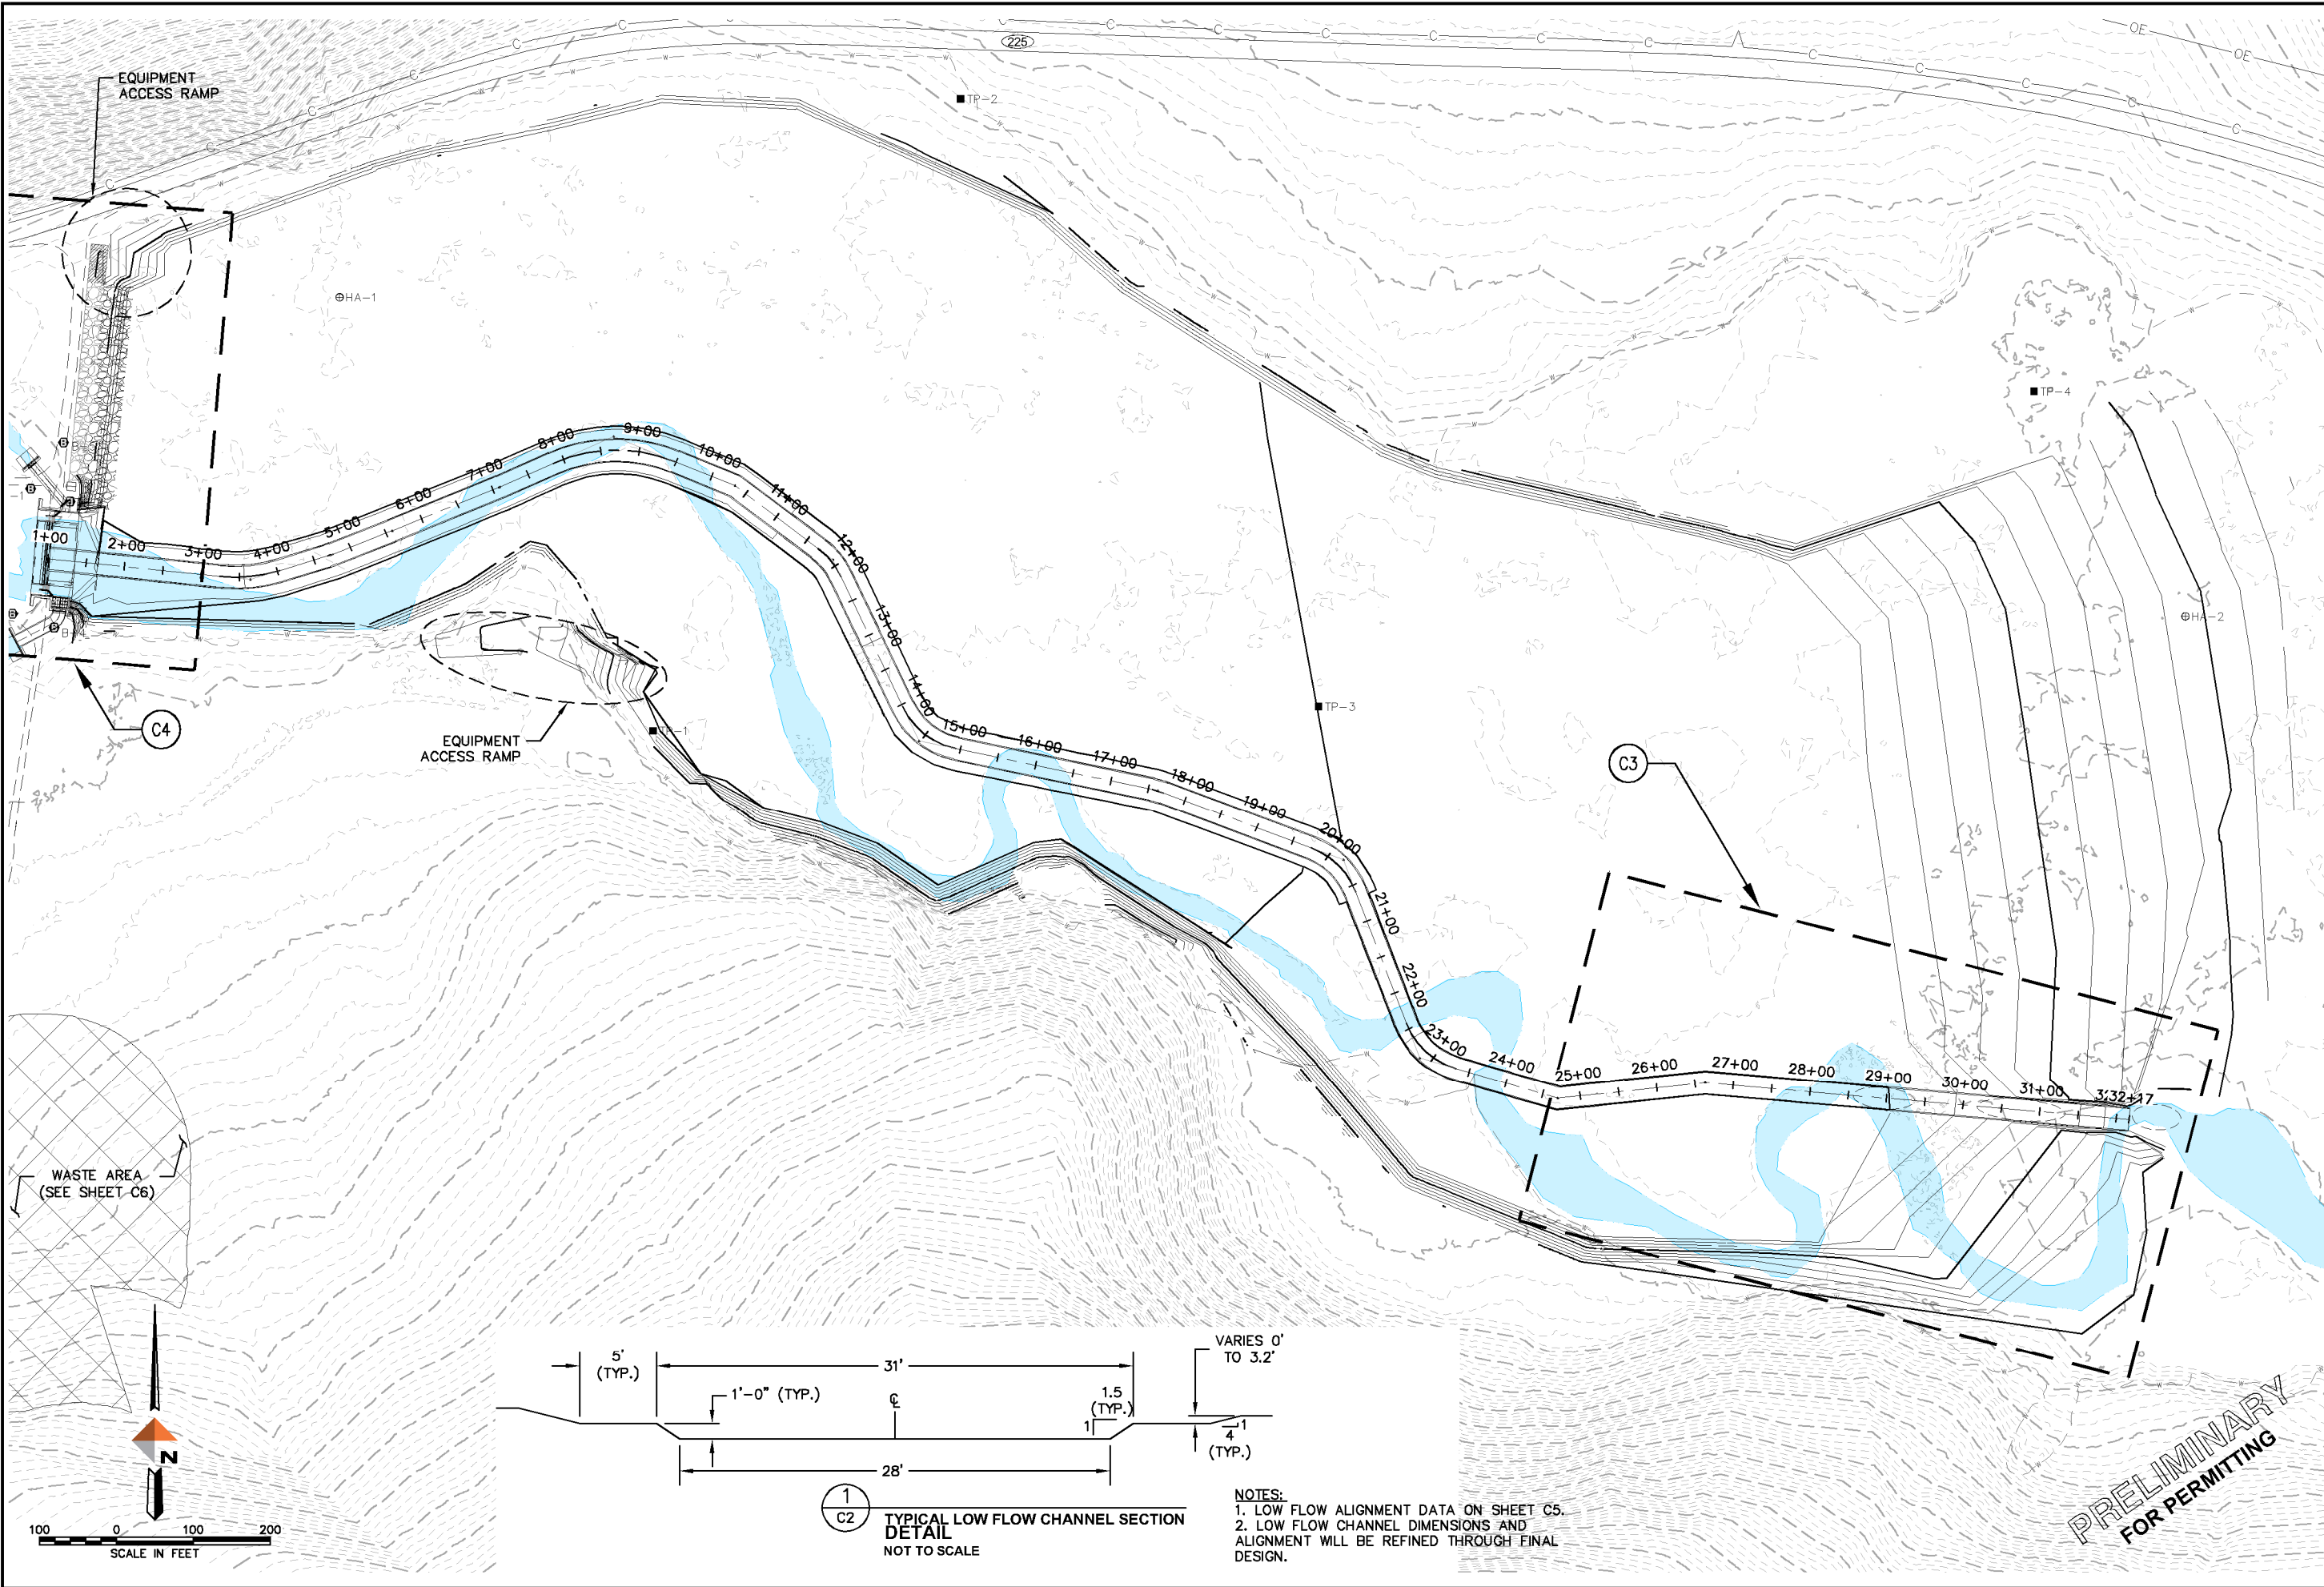 225
OE
OE
EQUIPMENT
ACCESS RAMP
TP-2
HA-1
TP-4
HA-2
1+00
2+00
3+00
4+00
5+00
6+00
7+00
8+00
9+00
10+00
11+00
12+00
13+00
14+00
15+00
16+00
17+00
18+00
19+00
20+00
21+00
22+00
23+00
24+00
25+00
26+00
27+00
28+00
29+00
30+00
31+00
32+17
C4
EQUIPMENT
ACCESS RAMP
TP-1
TP-3
C3
WASTE AREA
(SEE SHEET C6)
N
100 0 100 200
SCALE IN FEET
5'
(TYP.)
31'
1'-0" (TYP.)
℄
1.5
(TYP.)
1
VARIES 0'
TO 3.2'
1
4
(TYP.)
28'
1
C2
TYPICAL LOW FLOW CHANNEL SECTION
DETAIL
NOT TO SCALE
NOTES:
1. LOW FLOW ALIGNMENT DATA ON SHEET C5.
2. LOW FLOW CHANNEL DIMENSIONS AND
ALIGNMENT WILL BE REFINED THROUGH FINAL
DESIGN.
PRELIMINARY
FOR PERMITTING